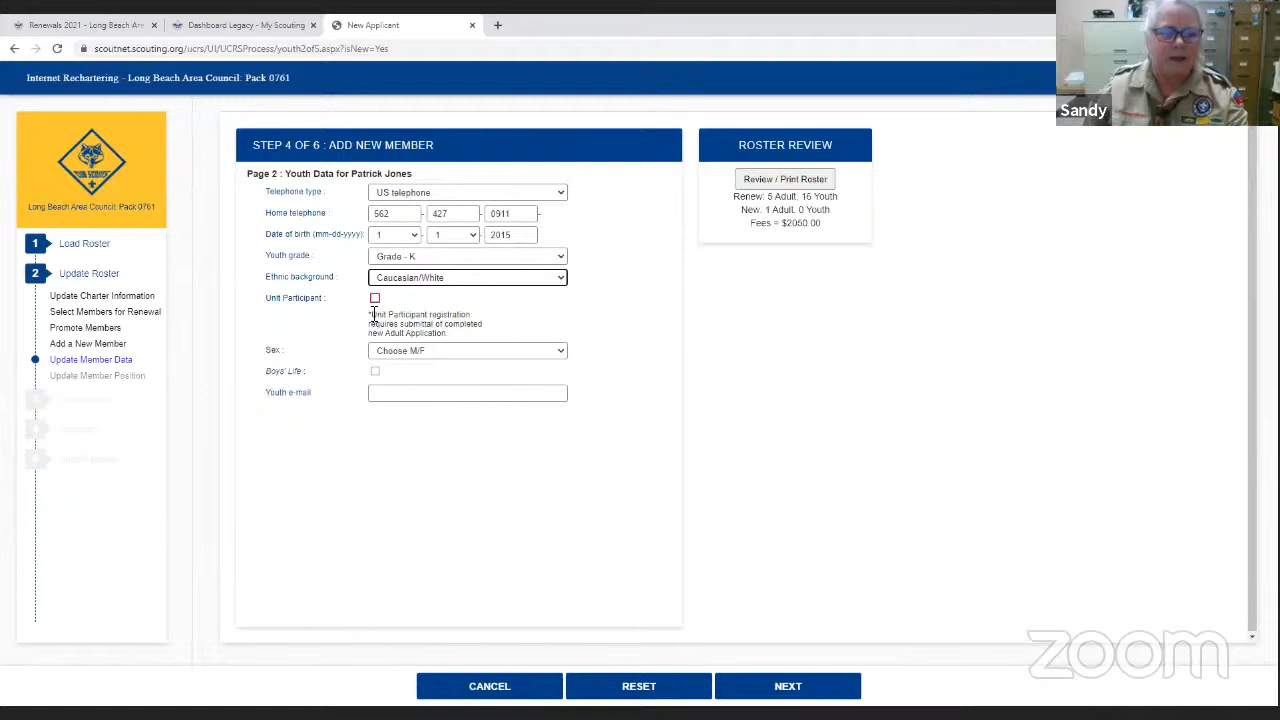 Renewals 2021 - Long Beach Are
Dashboard Legacy - My Scouting
New Applicant
scoutnet.scouting.org/ucrs/UI/UCRSProcess/youth2of5.aspx?isNew=Yes
Internet Rechartering - Long Beach Area Council: Pack 0761
Sandy
Long Beach Area Council: Pack 0761
1 Load Roster
2 Update Roster
Update Charter Information
Select Members for Renewal
Promote Members
Add a New Member
Update Member Data
Update Member Position
STEP 4 OF 6 : ADD NEW MEMBER
Page 2 : Youth Data for Patrick Jones
Telephone type : US telephone
Home telephone : 562 - 427 - 0911 -
Date of birth (mm-dd-yyyy): 1 - 1 - 2015
Youth grade : Grade - K
Ethnic background : Caucasian/White
Unit Participant :
*Unit Participant registration
requires submittal of completed
new Adult Application.
Sex : Choose M/F
Boys' Life :
Youth e-mail
ROSTER REVIEW
Review / Print Roster
Renew: 5 Adult, 16 Youth
New: 1 Adult, 0 Youth
Fees = $2050.00
CANCEL
RESET
NEXT
zoom